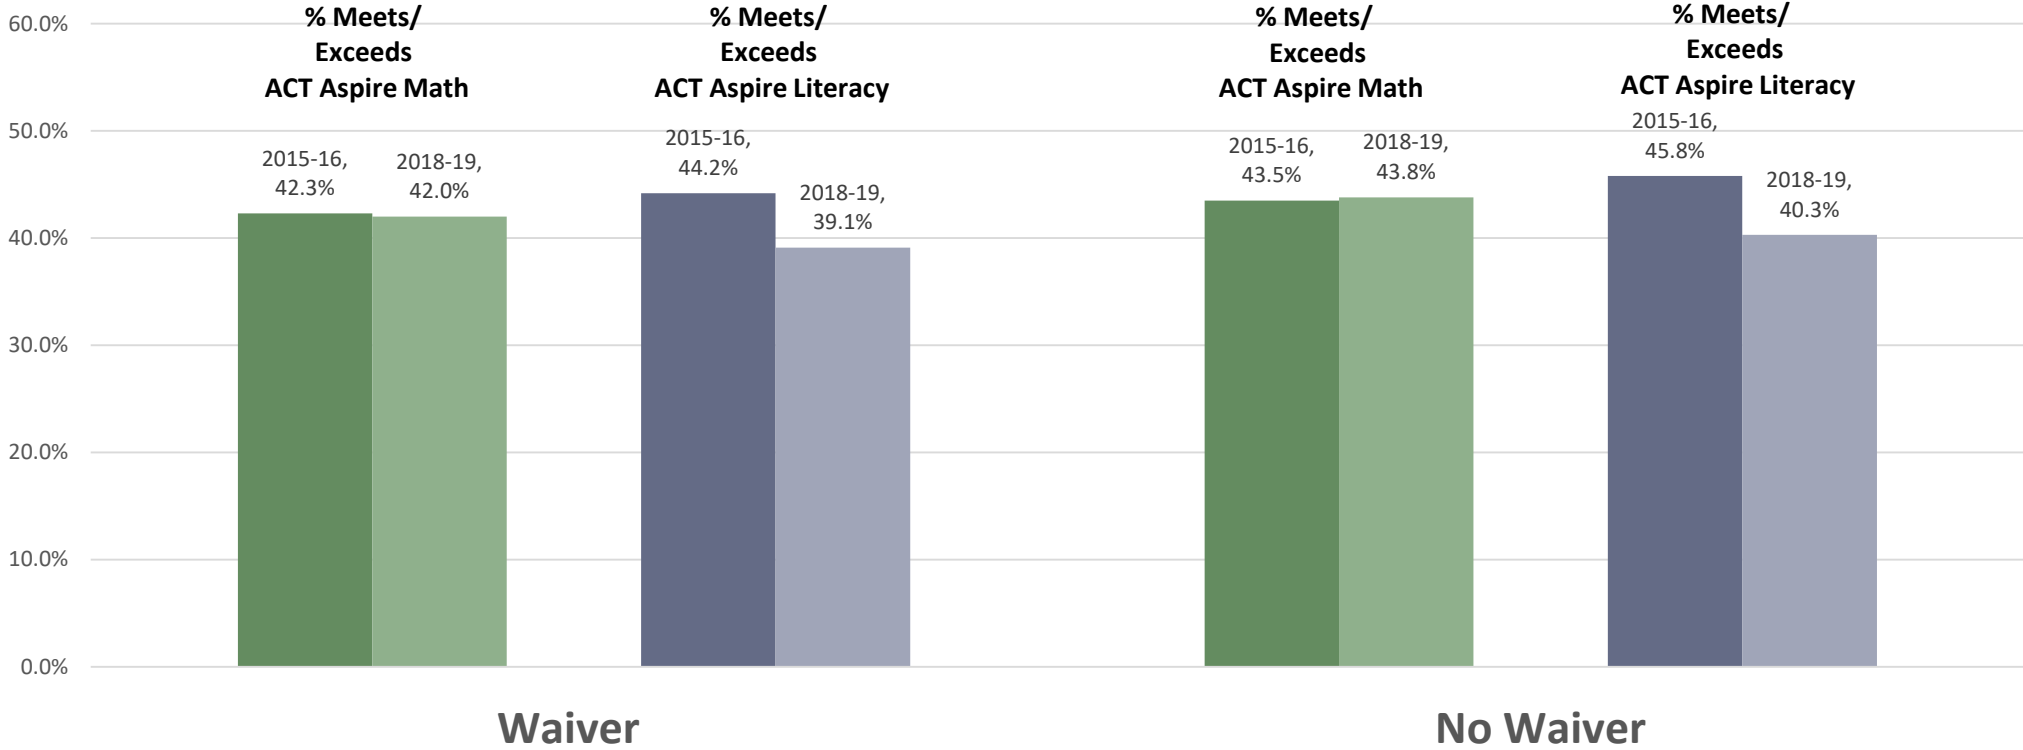 60.0%
50.0%
40.0%
30.0%
20.0%
10.0%
0.0%
% Meets/
Exceeds
ACT Aspire Math
2015-16,
42.3%
2018-19,
42.0%
% Meets/
Exceeds
ACT Aspire Literacy
2015-16,
44.2%
2018-19,
39.1%
% Meets/
Exceeds
ACT Aspire Math
2015-16,
43.5%
2018-19,
43.8%
% Meets/
Exceeds
ACT Aspire Literacy
2015-16,
45.8%
2018-19,
40.3%
Waiver
No Waiver